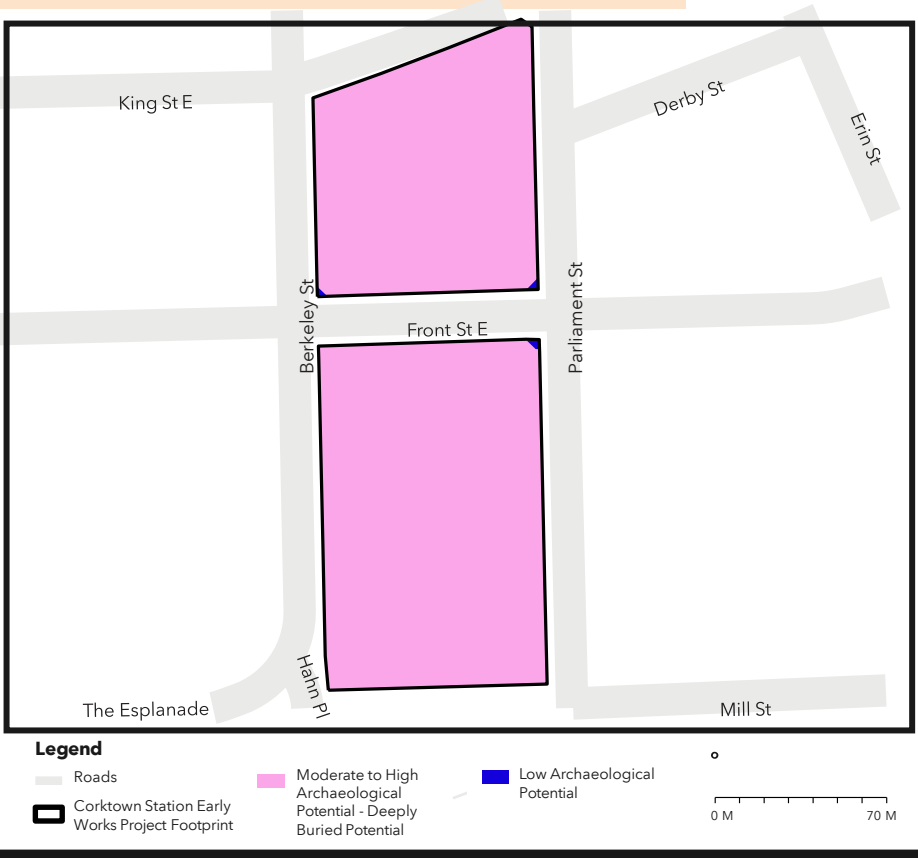 King St E
Derby St
Erin St
Berkeley St
Parliament St
Front St E
Hahn Pl
The Esplanade
Mill St
Legend
Roads
Corktown Station Early
Works Project Footprint
Moderate to High
Archaeological
Potential - Deeply
Buried Potential
Low Archaeological
Potential
0 M
70 M